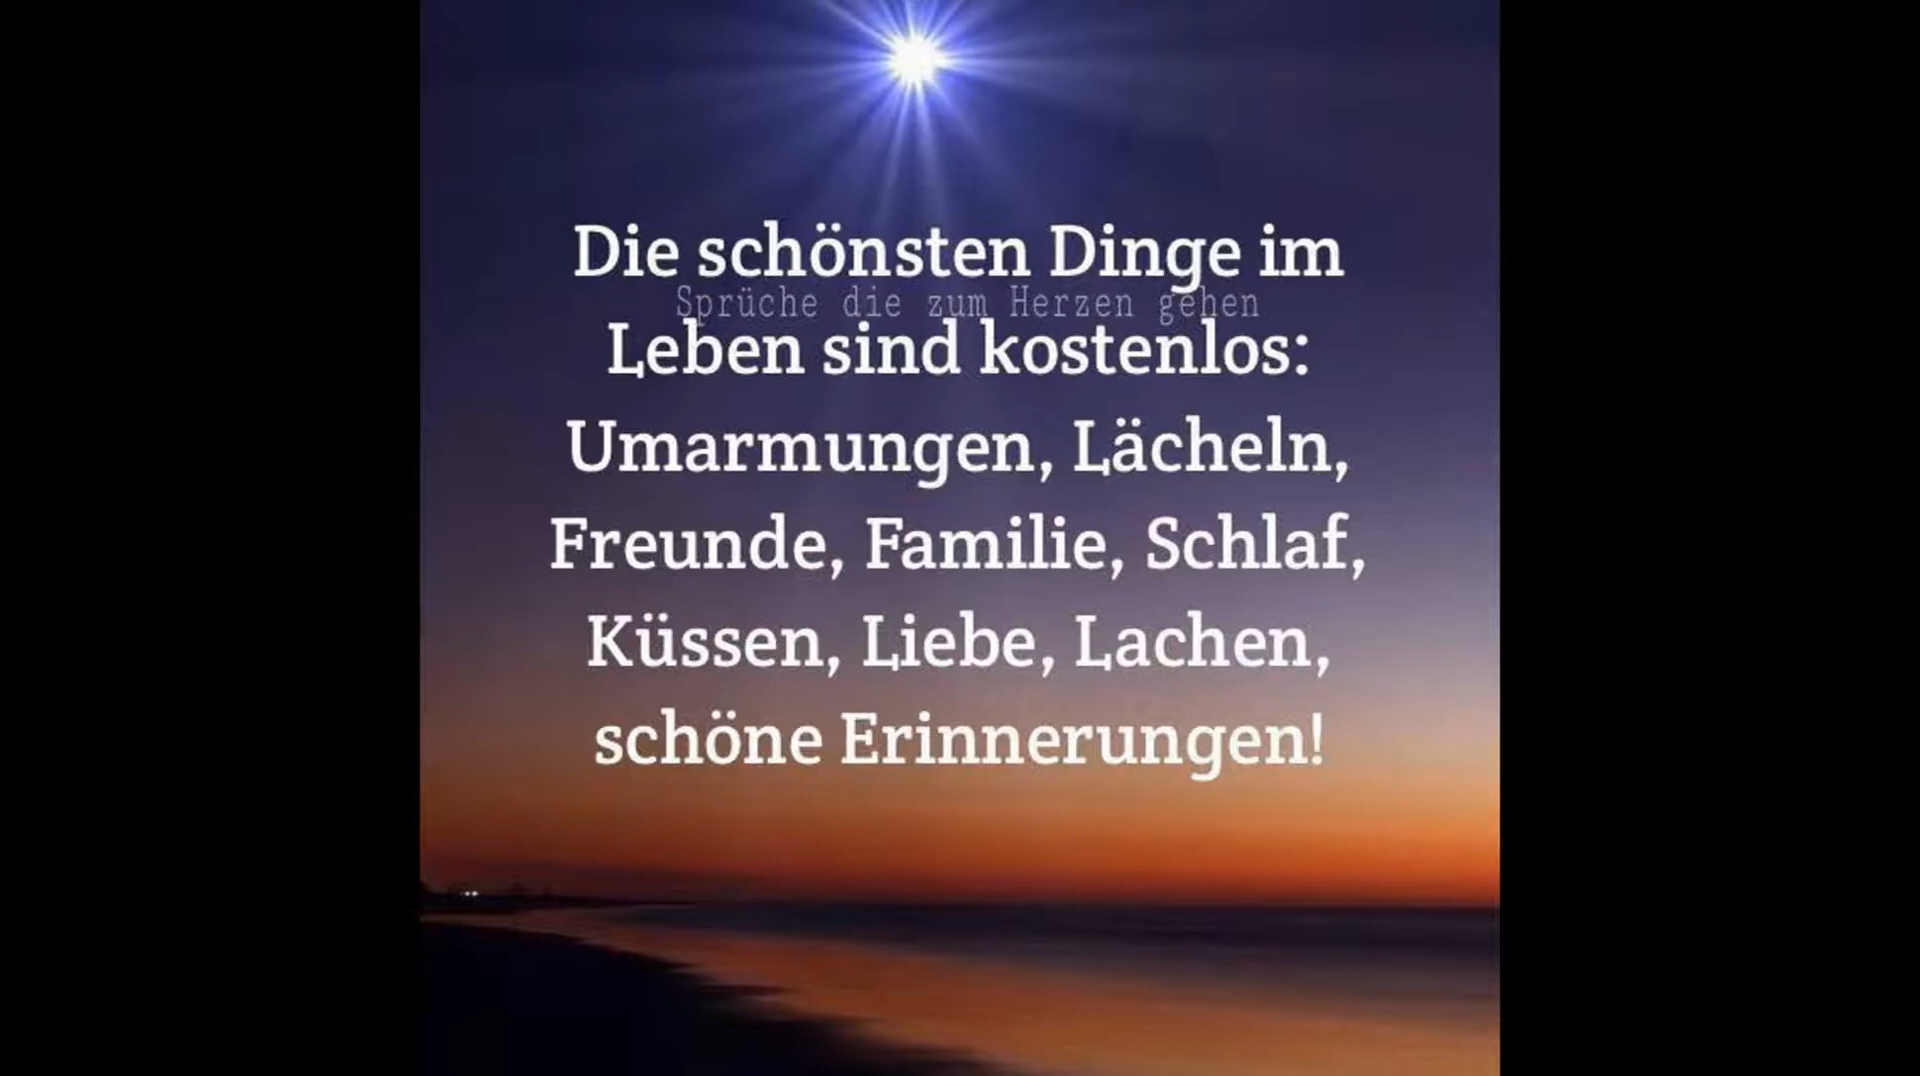 Die schönsten Dinge im
Sprüche die zum Herzen gehen
Leben sind kostenlos:
Umarmungen, Lächeln,
Freunde, Familie, Schlaf,
Küssen, Liebe, Lachen,
schöne Erinnerungen!